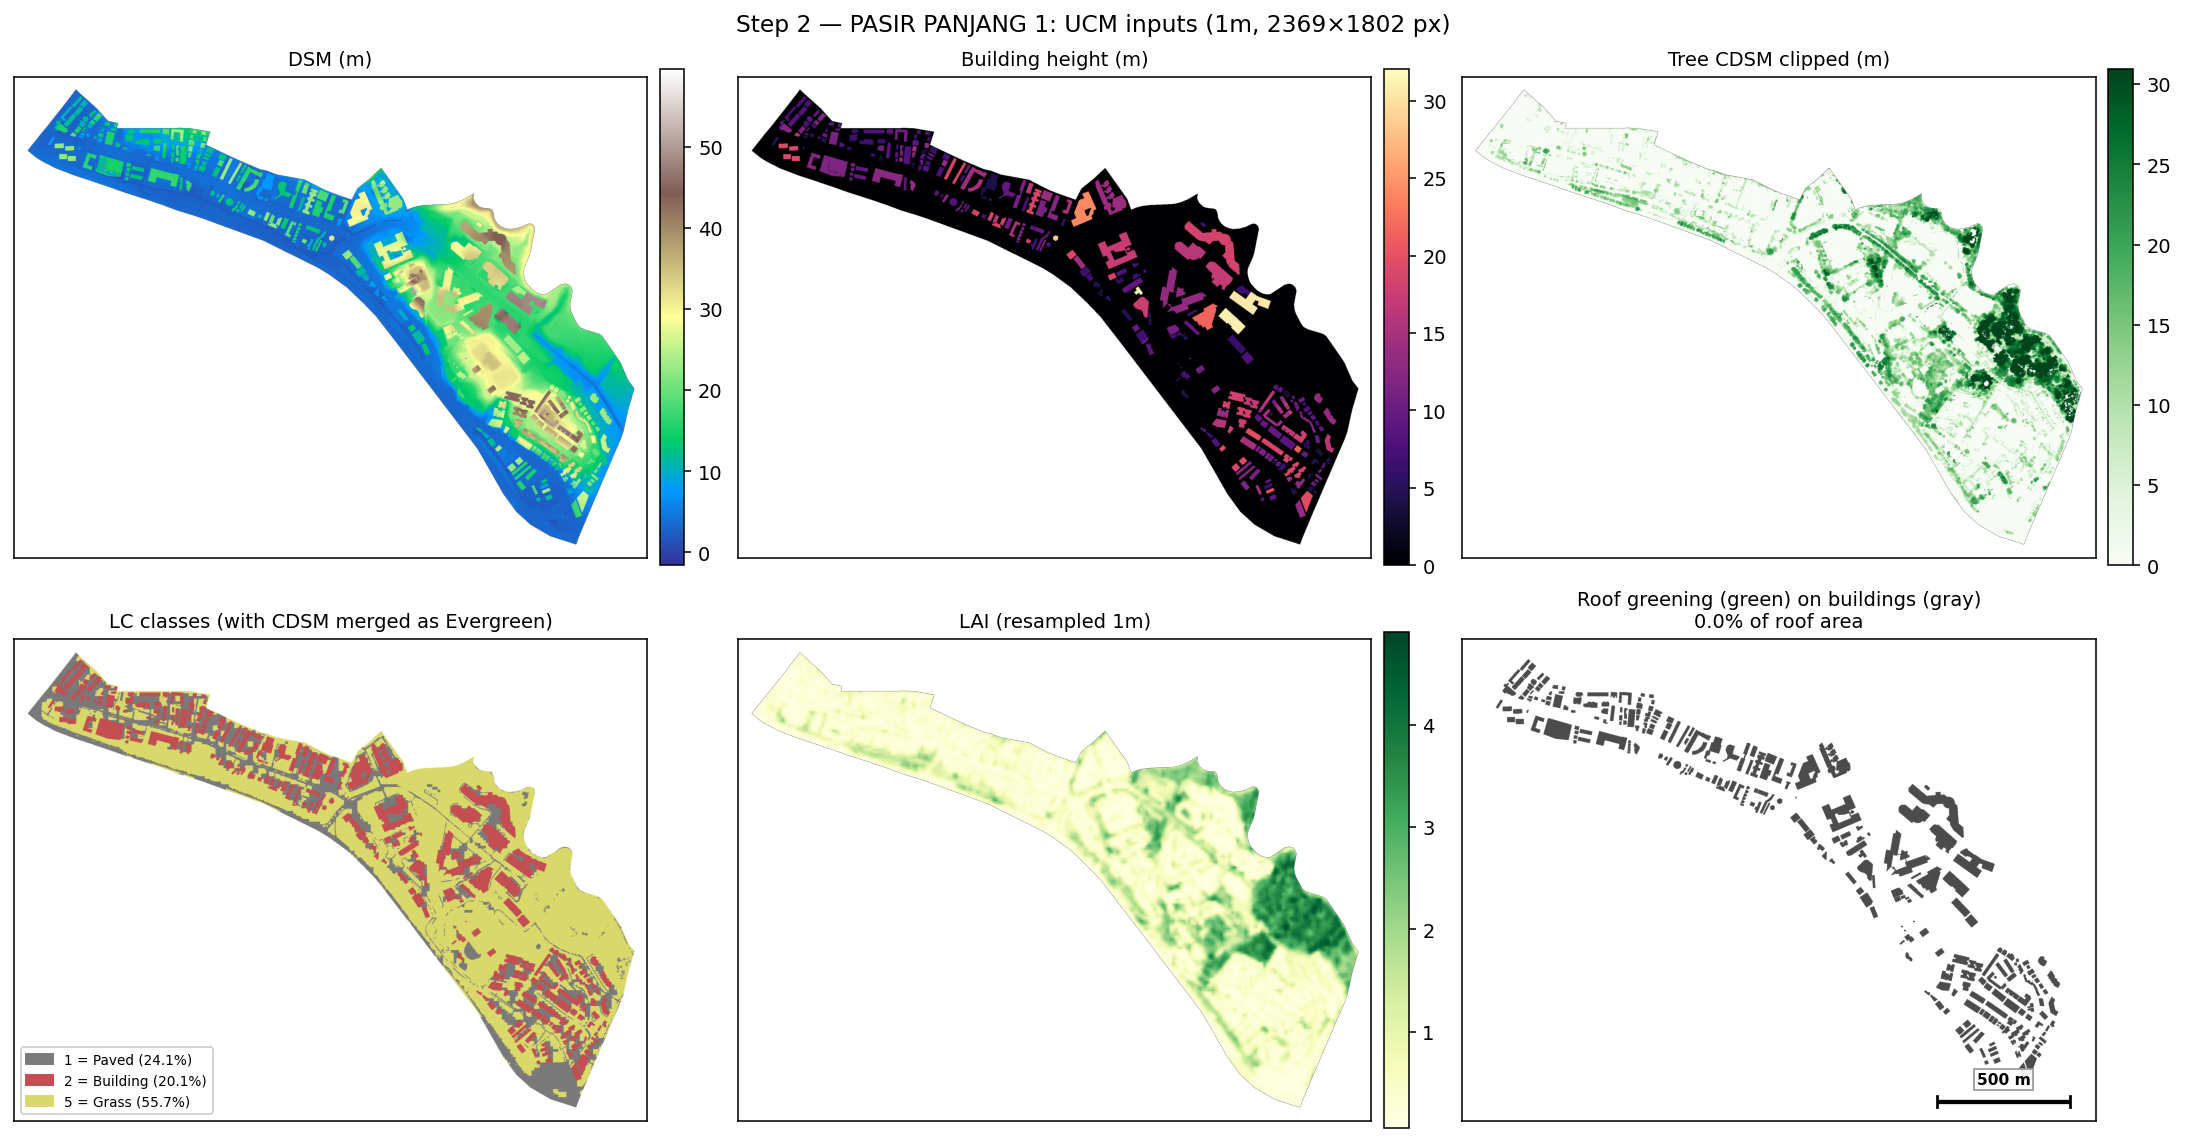 Step 2 — PASIR PANJANG 1: UCM inputs (1m, 2369×1802 px)
DSM (m)
50
40
30
20
10
0
Building height (m)
30
25
20
15
10
5
0
Tree CDSM clipped (m)
30
25
20
15
10
5
0
LC classes (with CDSM merged as Evergreen)
1 = Paved (24.1%)
2 = Building (20.1%)
5 = Grass (55.7%)
LAI (resampled 1m)
4
3
2
1
Roof greening (green) on buildings (gray)
0.0% of roof area
500 m